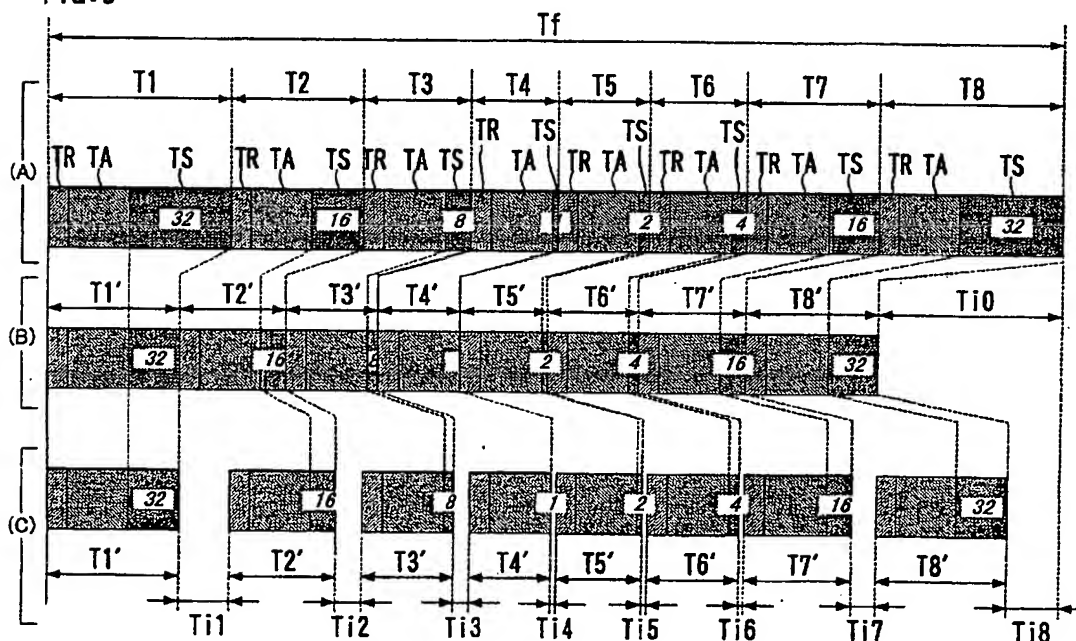 Tf
T1 T2 T3 T4 T5 T6 T7 T8
TR TS TS TS
(A) TR TA TS TR TA TS TR TA TS TA TR TA TR TA TR TA TS TR TA TS
32 16 8 1 2 4 16 32
T1' T2' T3' T4' T5' T6' T7' T8' Ti0
(B)
32 16 2 4 16 32
(C)
32 16 8 1 2 4 16 32
T1' T2' T3' T4' T5' T6' T7' T8'
Ti1 Ti2 Ti3 Ti4 Ti5 Ti6 Ti7 Ti8